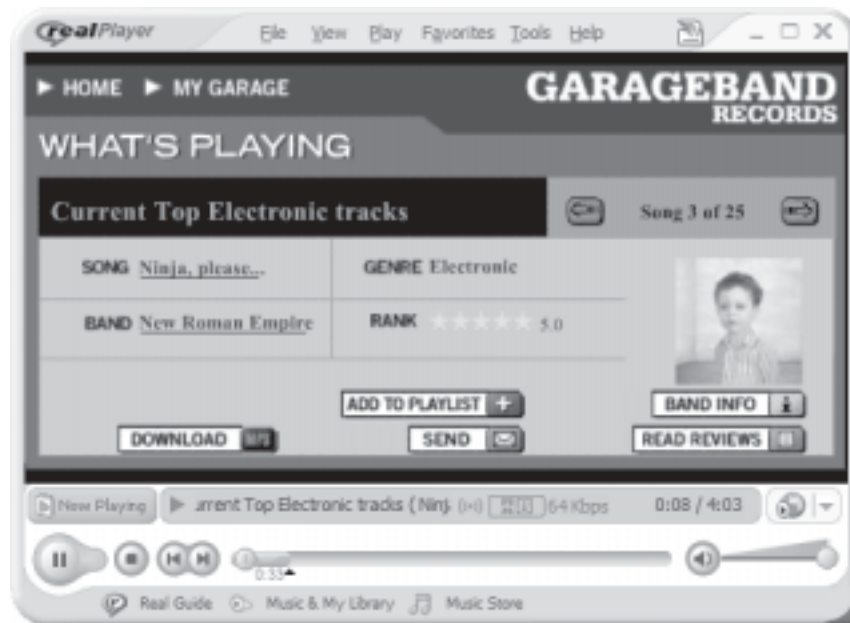 realPlayer File View Play Favorites Tools Help
HOME MY GARAGE
GARAGEBAND
RECORDS
WHAT'S PLAYING
Current Top Electronic tracks Song 3 of 25
SONG Ninja, please... GENRE Electronic
BAND New Roman Empire RANK 5.0
ADD TO PLAYLIST + BAND INFO i
DOWNLOAD SEND READ REVIEWS
Now Playing urrent Top Electronic tracks (Ninj 64 Kbps 0:08 / 4:03
0:33
Real Guide Music & My Library Music Store